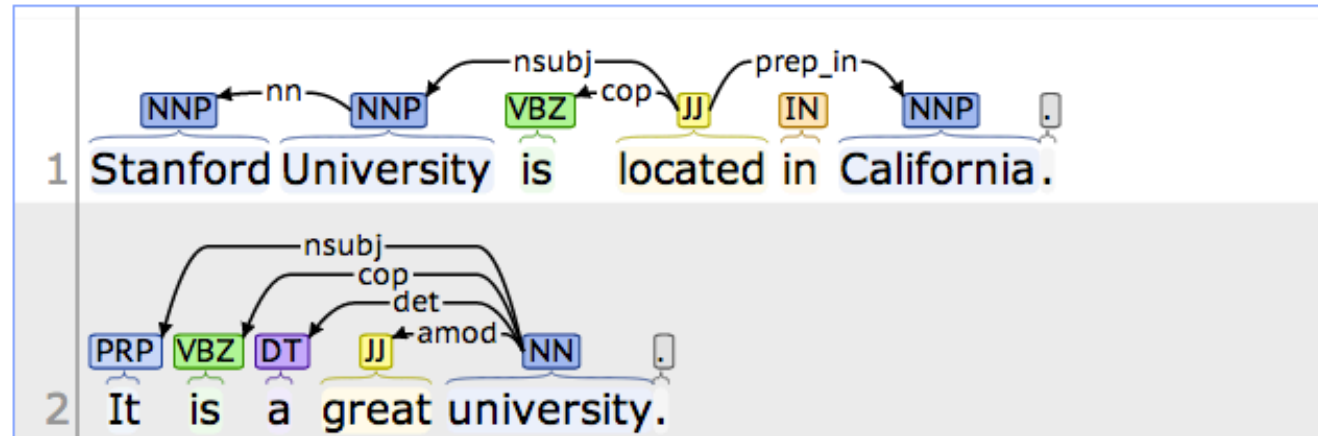 nsubj prep_in
nn cop
NNP NNP VBZ JJ IN NNP .
1 Stanford University is located in California.
nsubj
cop
det
amod
PRP VBZ DT JJ NN .
2 It is a great university.